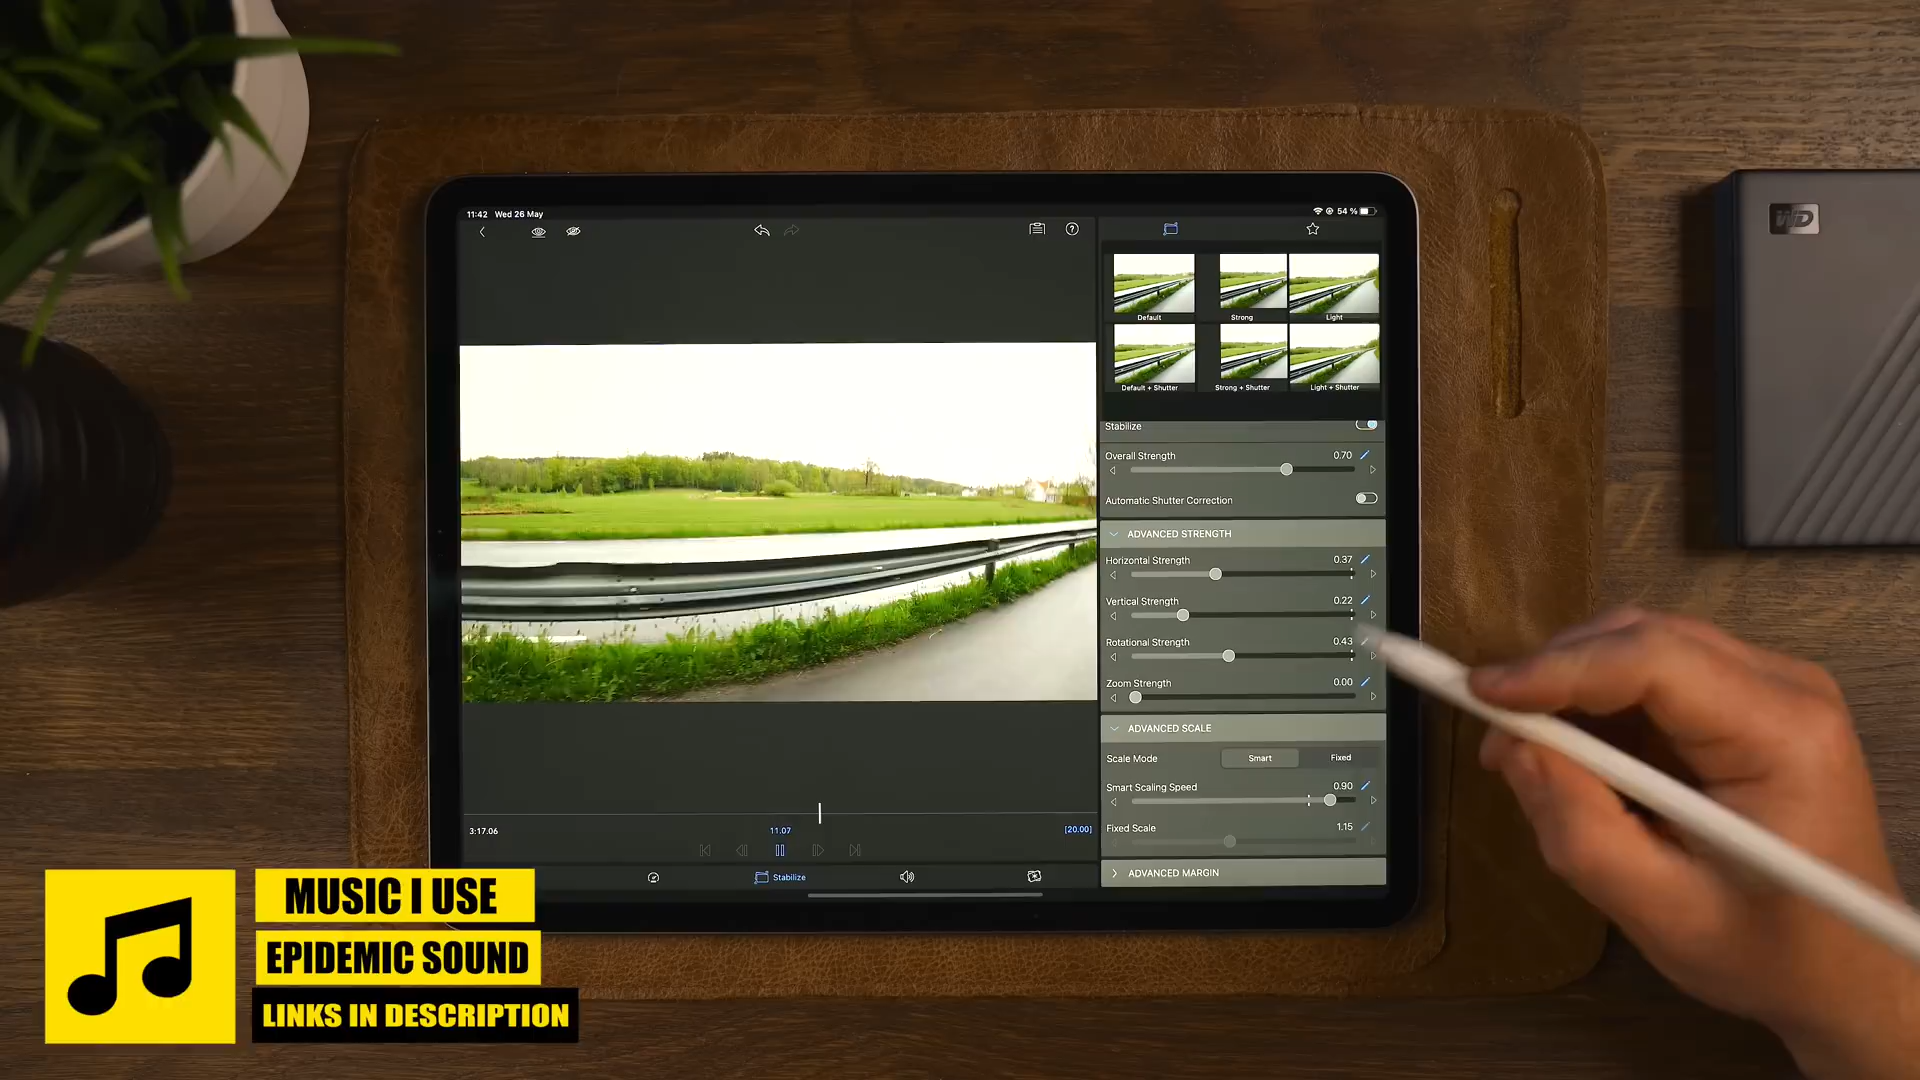 11:42 Wed 26 May
54 %
WD
Default
Strong
Light
Default + Shutter
Strong + Shutter
Light + Shutter
Stabilize
Overall Strength 0.70
Automatic Shutter Correction
ADVANCED STRENGTH
Horizontal Strength 0.37
Vertical Strength 0.22
Rotational Strength 0.43
Zoom Strength 0.00
ADVANCED SCALE
Scale Mode Smart Fixed
Smart Scaling Speed 0.90
Fixed Scale 1.15
ADVANCED MARGIN
3:17.06 11.07 [20.00]
Stabilize
MUSIC I USE
EPIDEMIC SOUND
LINKS IN DESCRIPTION